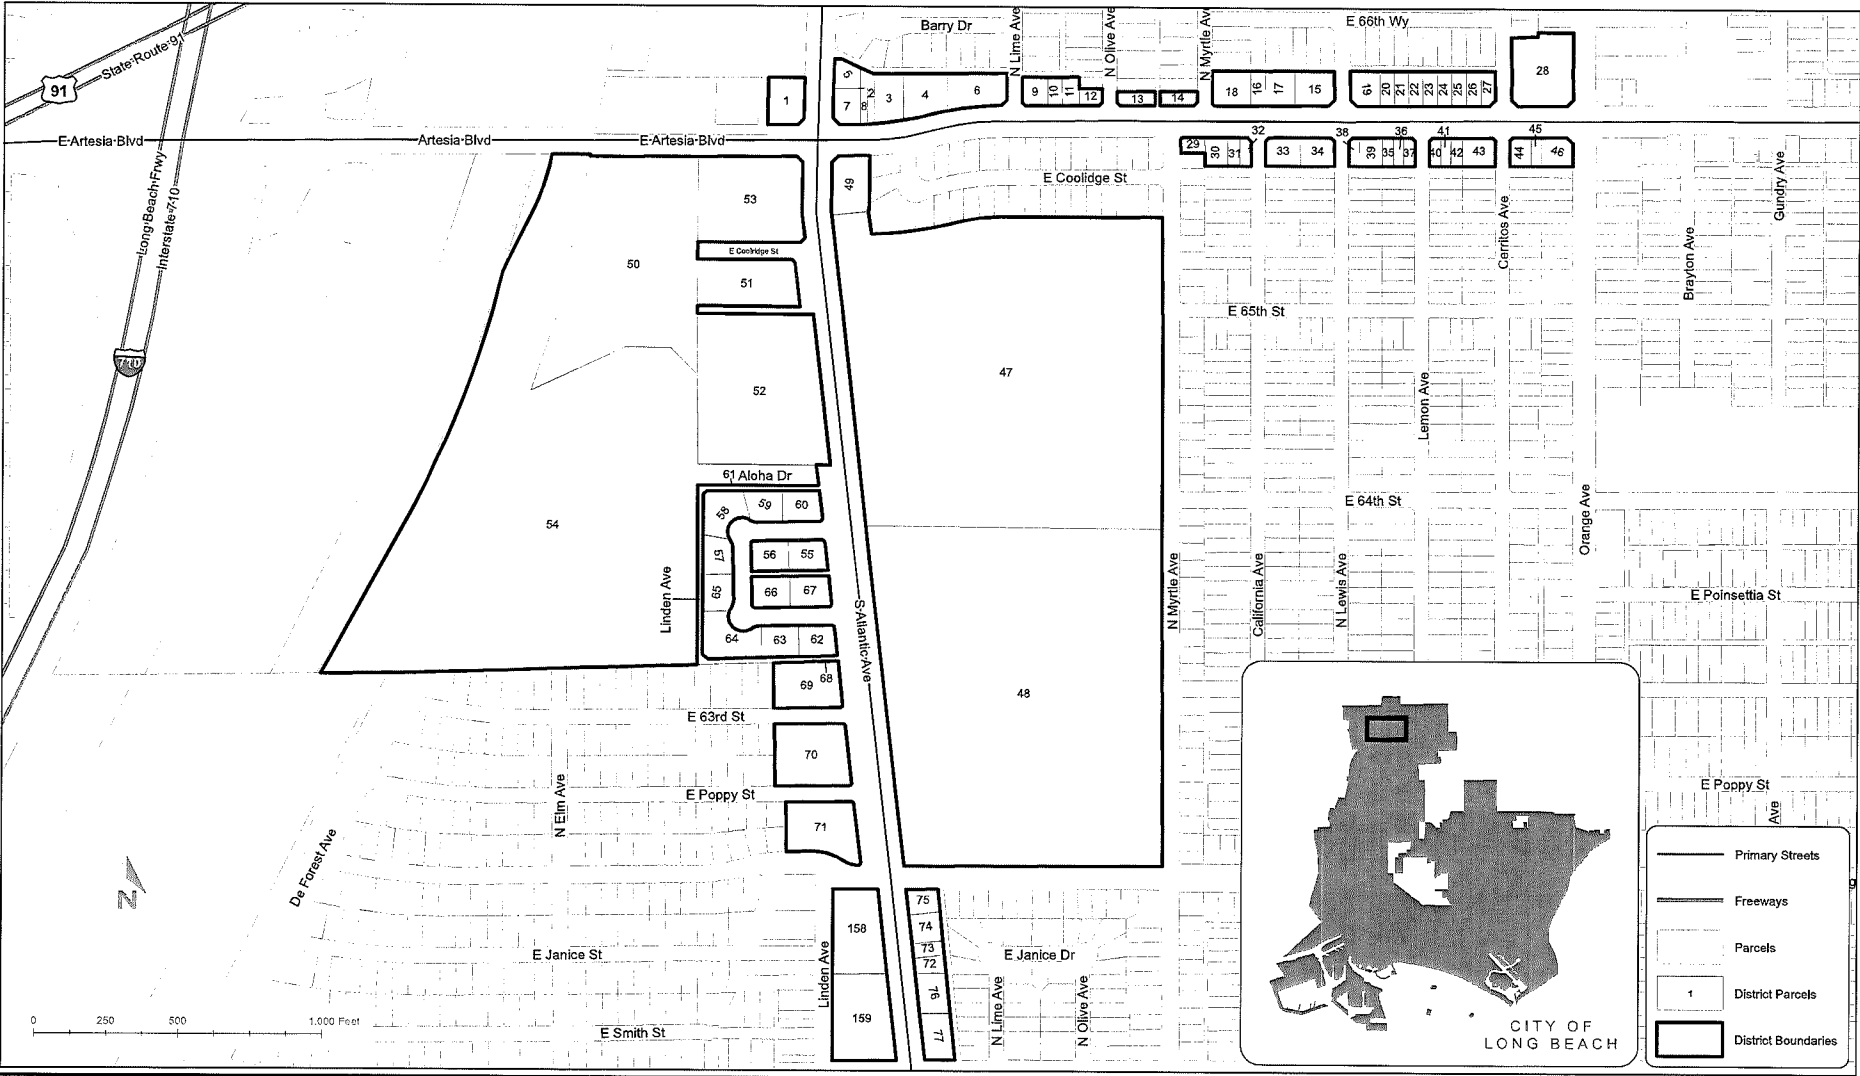 Barry Dr
E 66th Wy
N Lime Ave
N Olive Ave
N Myrtle Ave
State Route 91
91
5
2
7
8
3
4
6
1
9
10
11
12
13
14
18
16
17
15
19
20
21
22
23
24
25
26
27
28
E Artesia Blvd
Artesia Blvd
E Artesia Blvd
32
38
36
41
45
29
30
31
33
34
39
35
37
40
42
43
44
46
Long Beach Frwy
Interstate 710
710
53
49
E Coolidge St
E Coolridge St
50
51
Cerritos Ave
Gundry Ave
Brayton Ave
E 65th St
52
47
Lemon Ave
61
Aloha Dr
58
59
60
54
57
56
55
65
66
67
64
63
62
Linden Ave
S Atlantic Ave
N Myrtle Ave
California Ave
N Lewis Ave
E 64th St
Orange Ave
E Poinsettia St
69
68
48
E 63rd St
70
E Poppy St
71
N Elm Ave
De Forest Ave
E Poppy St
Ave
N
158
75
74
73
72
76
77
159
E Janice St
E Janice Dr
Linden Ave
N Lime Ave
N Olive Ave
E Smith St
0
250
500
1,000 Feet
CITY OF
LONG BEACH
Primary Streets
Freeways
Parcels
1
District Parcels
District Boundaries